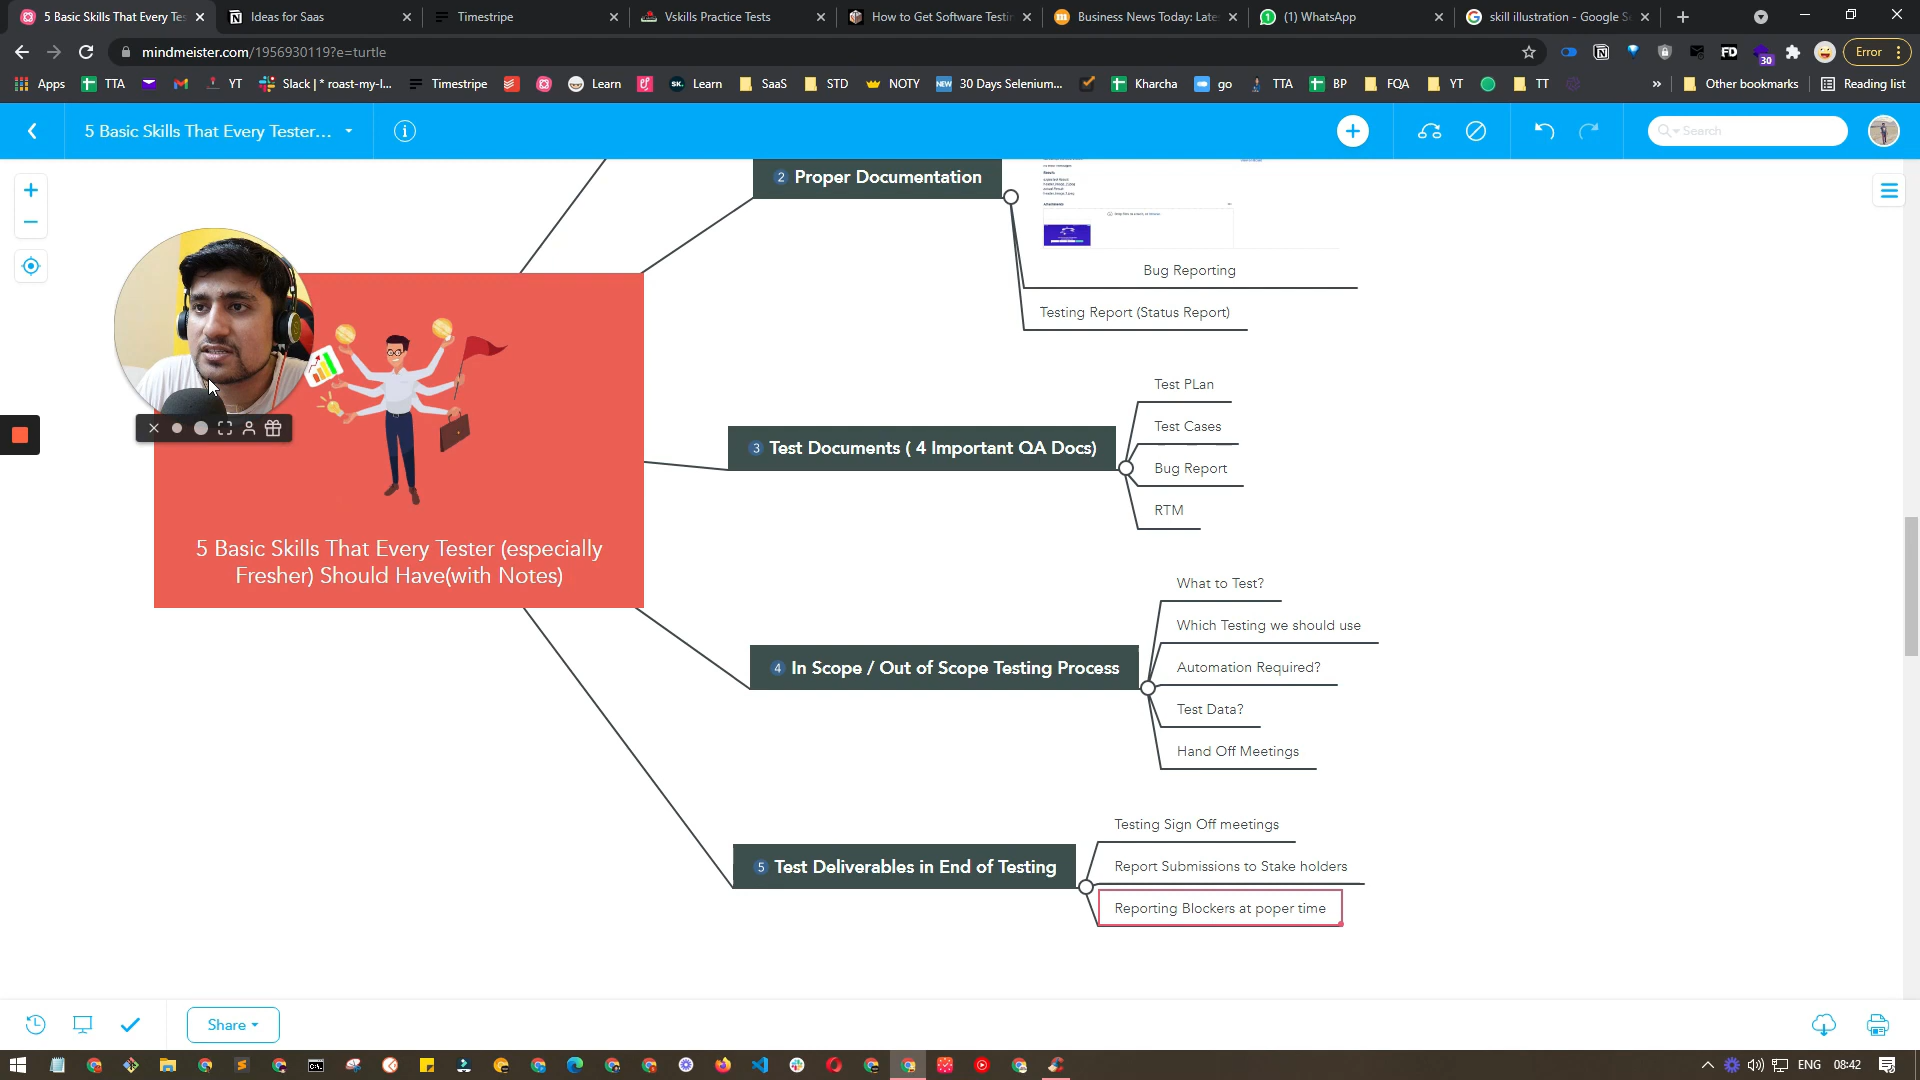 5 Basic Skills That Every Tes
Ideas for Saas
Timestripe
Vskills Practice Tests
How to Get Software Testin
Business News Today: Late
(1) WhatsApp
skill illustration - Google Se
mindmeister.com/1956930119?e=turtle
FD
30
Error
Apps
TTA
YT
Slack | * roast-my-l...
Timestripe
Learn
Learn
SaaS
STD
NOTY
NEW
30 Days Selenium...
Kharcha
go
TTA
BP
FQA
YT
TT
»
Other bookmarks
Reading list
5 Basic Skills That Every Tester...
Search
2 Proper Documentation
Bug Reporting
Testing Report (Status Report)
Test PLan
3 Test Documents ( 4 Important QA Docs)
Test Cases
Bug Report
RTM
5 Basic Skills That Every Tester (especially
Fresher) Should Have(with Notes)
What to Test?
Which Testing we should use
4 In Scope / Out of Scope Testing Process
Automation Required?
Test Data?
Hand Off Meetings
Testing Sign Off meetings
5 Test Deliverables in End of Testing
Report Submissions to Stake holders
Reporting Blockers at poper time
Share
ENG
08:42